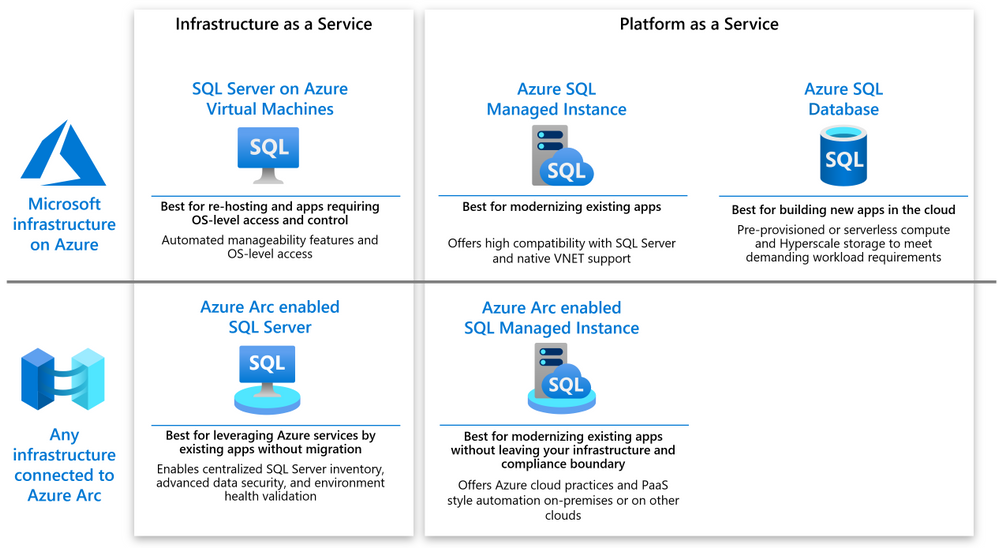 Infrastructure as a Service
Platform as a Service
SQL Server on Azure
Virtual Machines
SQL
Best for re-hosting and apps requiring
OS-level access and control
Automated manageability features and
OS-level access
Azure SQL
Managed Instance
SQL
Best for modernizing existing apps
Offers high compatibility with SQL Server
and native VNET support
Azure SQL
Database
SQL
Best for building new apps in the cloud
Pre-provisioned or serverless compute
and Hyperscale storage to meet
demanding workload requirements
Microsoft
infrastructure
on Azure
Azure Arc enabled
SQL Server
SQL
Best for leveraging Azure services by
existing apps without migration
Enables centralized SQL Server inventory,
advanced data security, and environment
health validation
Azure Arc enabled
SQL Managed Instance
SQL
Best for modernizing existing apps
without leaving your infrastructure and
compliance boundary
Offers Azure cloud practices and PaaS
style automation on-premises or on other
clouds
Any
infrastructure
connected to
Azure Arc